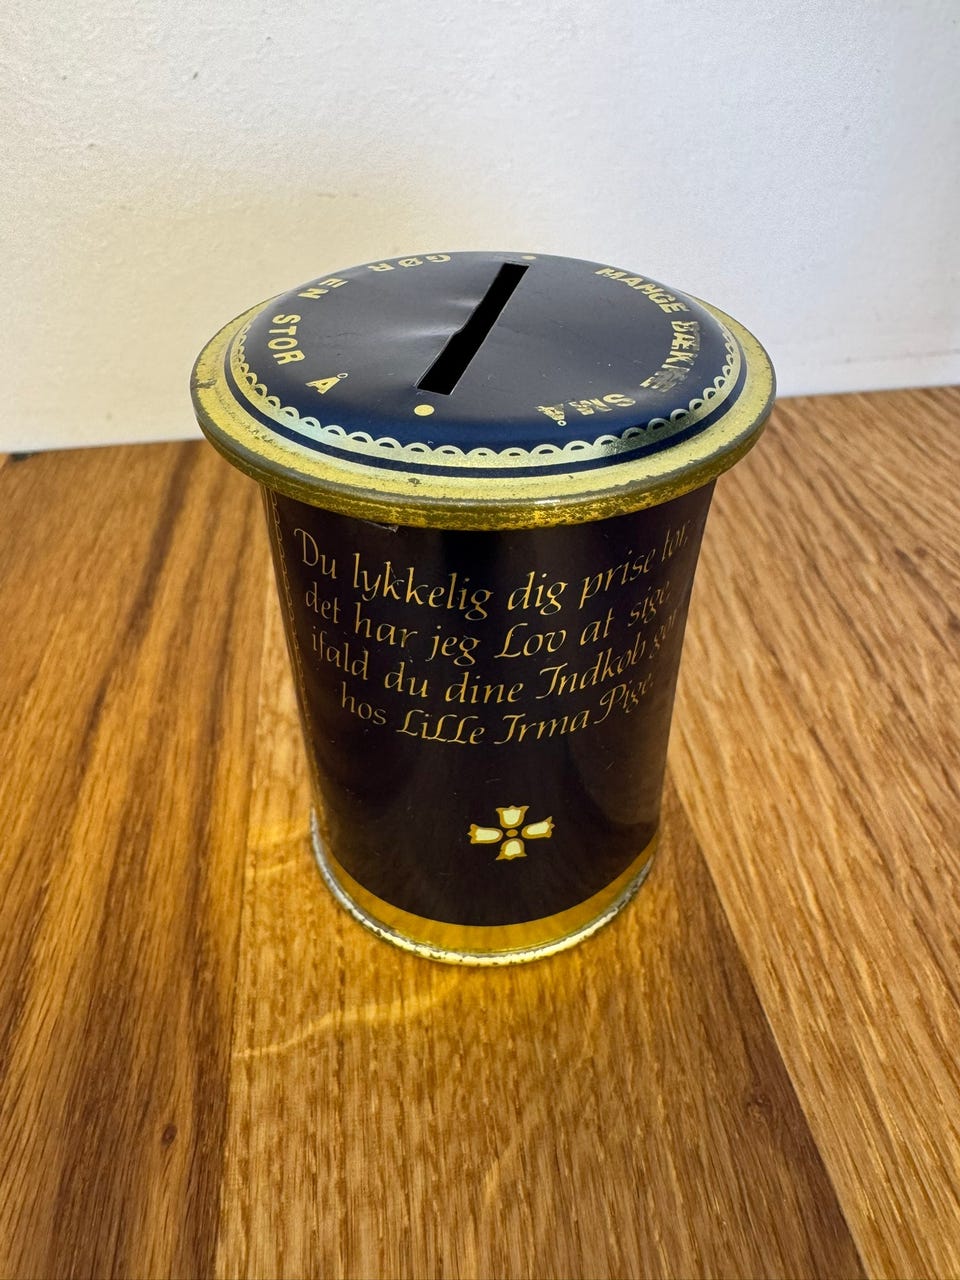 MANGE BÆKKE SMÅ
GØR EN STOR Å
Du lykkelig dig prise tør,
det har jeg Lov at sige,
ifald du dine Indkøb gør
hos Lille Irma Pige.